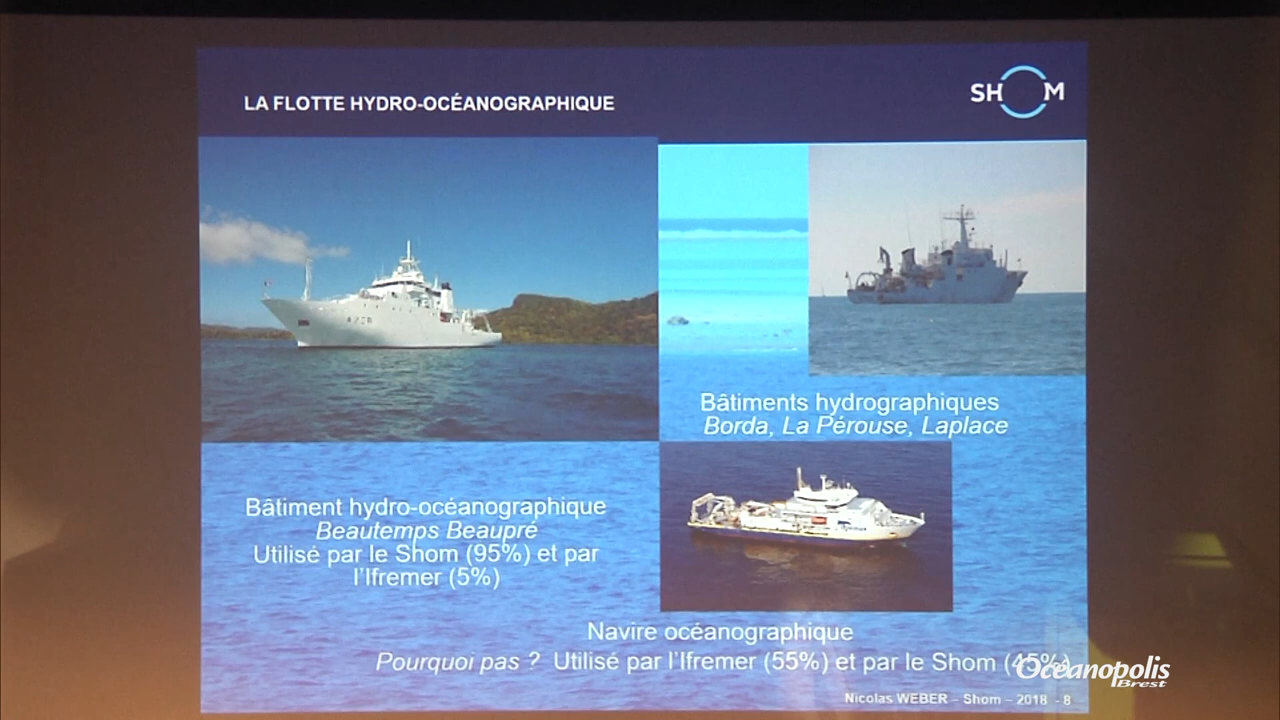 LA FLOTTE HYDRO-OCÉANOGRAPHIQUE
SHOM
Bâtiments hydrographiques
Borda, La Pérouse, Laplace
Bâtiment hydro-océanographique
Beautemps Beaupré
Utilisé par le Shom (95%) et par
l'Ifremer (5%)
Navire océanographique
Pourquoi pas ? Utilisé par l'Ifremer (55%) et par le Shom (45%)
Océanopolis
Brest
Nicolas WEBER – Shom – 2018 - 8